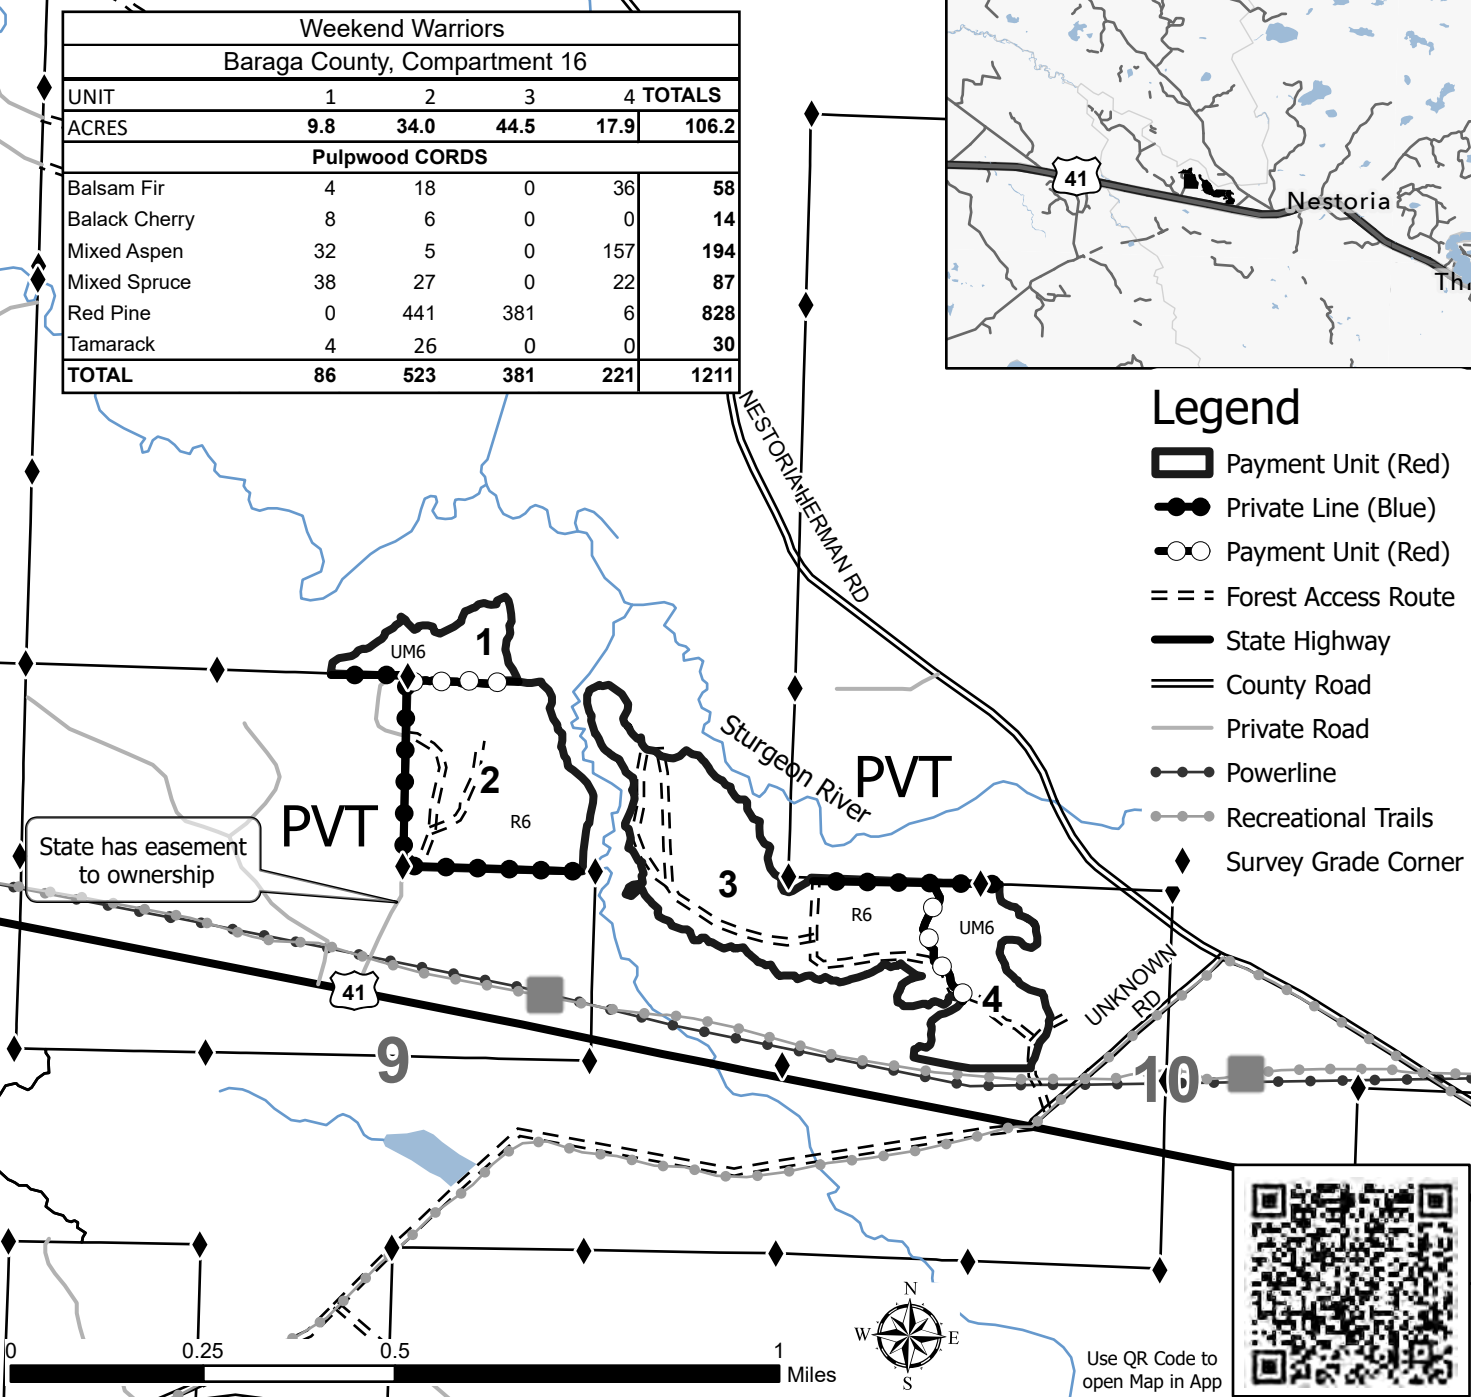 Weekend Warriors
Baraga County, Compartment 16
UNIT 1 2 3 4 TOTALS
ACRES 9.8 34.0 44.5 17.9 106.2
Pulpwood CORDS
Balsam Fir 4 18 0 36 58
Balack Cherry 8 6 0 0 14
Mixed Aspen 32 5 0 157 194
Mixed Spruce 38 27 0 22 87
Red Pine 0 441 381 6 828
Tamarack 4 26 0 0 30
TOTAL 86 523 381 221 1211
41
Nestoria
Legend
Payment Unit (Red)
Private Line (Blue)
Payment Unit (Red)
Forest Access Route
State Highway
County Road
Private Road
Powerline
Recreational Trails
Survey Grade Corner
NESTORIA HERMAN RD
1
UM6
2
R6
PVT
State has easement
to ownership
Sturgeon River
PVT
3
R6
UM6
4
UNKNOWN
RD
41
9
10
0 0.25 0.5 1
Miles
N
W E
S
Use QR Code to
open Map in App